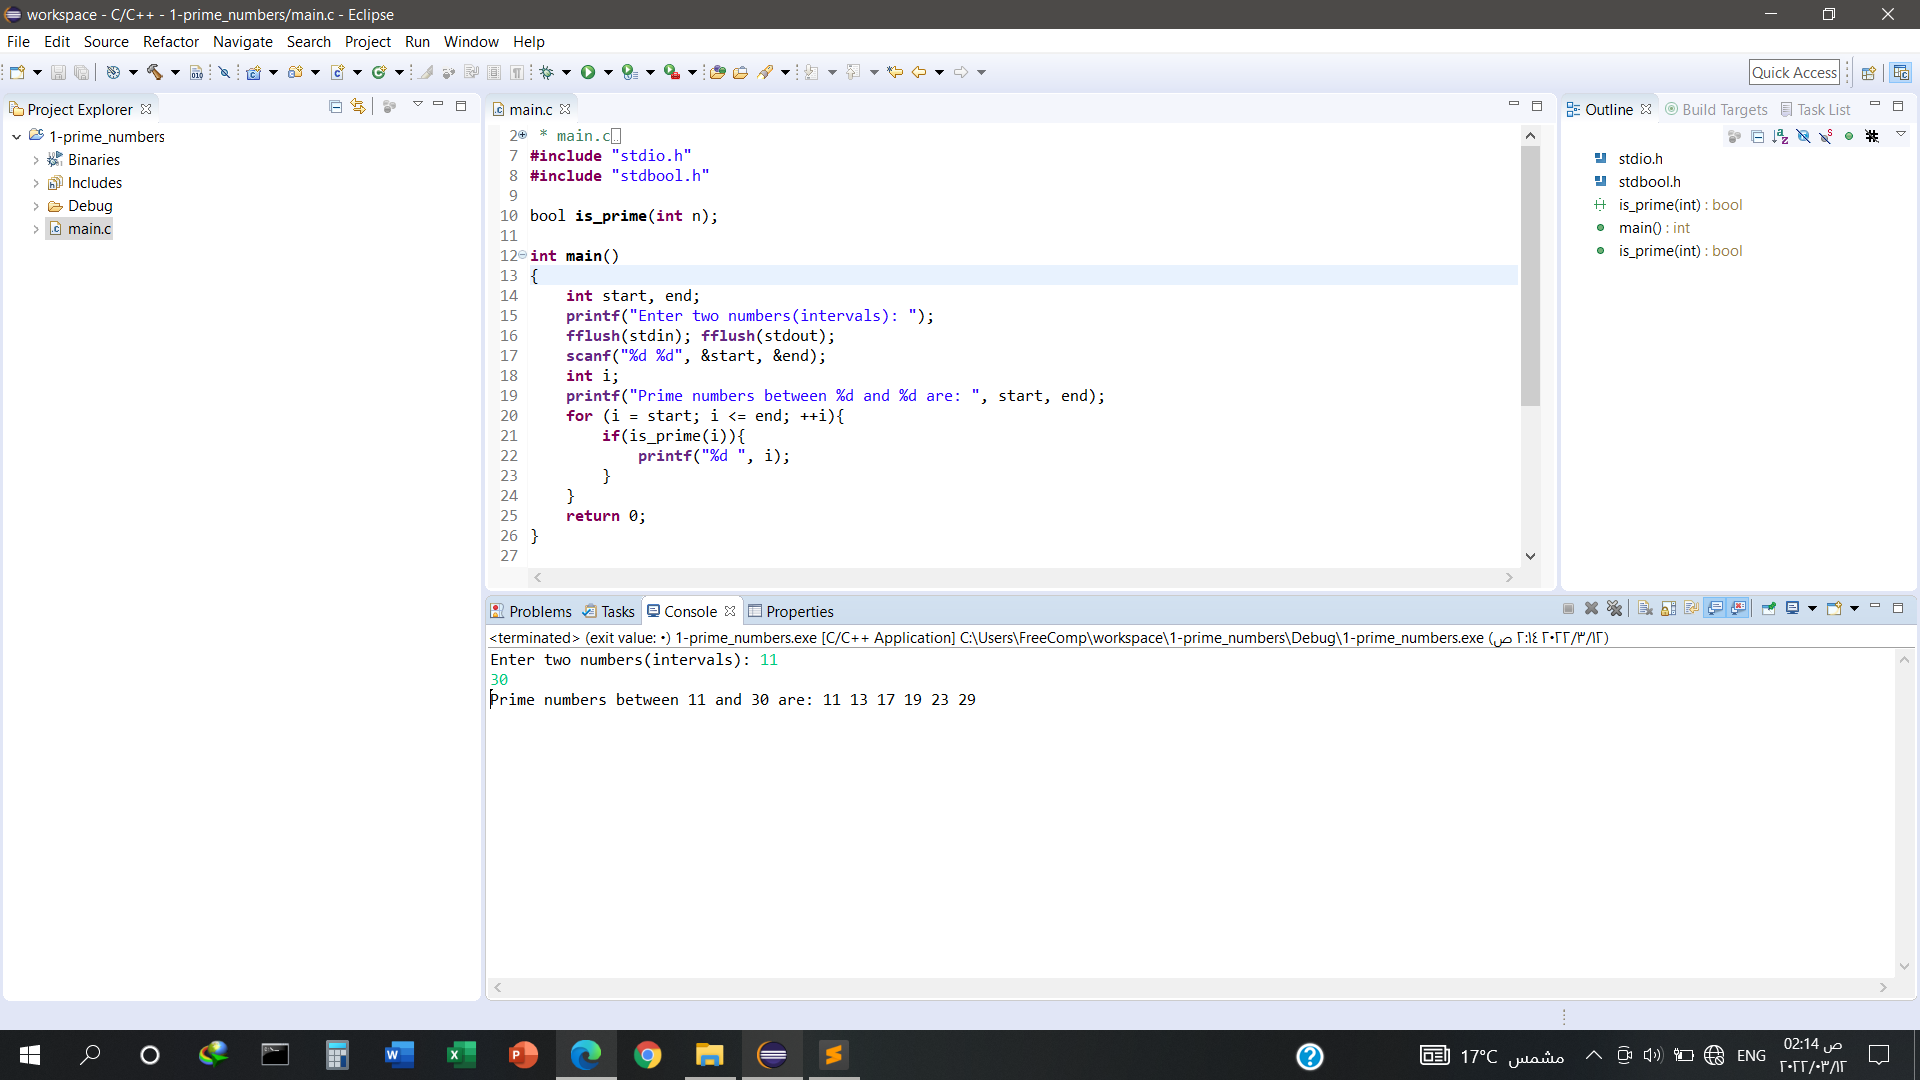 workspace - C/C++ - 1-prime_numbers/main.c - Eclipse
File Edit Source Refactor Navigate Search Project Run Window Help
Quick Access
Project Explorer
1-prime_numbers
Binaries
Includes
Debug
main.c
main.c
2 * main.c
7 #include "stdio.h"
8 #include "stdbool.h"
9
10 bool is_prime(int n);
11
12 int main()
13 {
14 int start, end;
15 printf("Enter two numbers(intervals): ");
16 fflush(stdin); fflush(stdout);
17 scanf("%d %d", &start, &end);
18 int i;
19 printf("Prime numbers between %d and %d are: ", start, end);
20 for (i = start; i <= end; ++i){
21 if(is_prime(i)){
22 printf("%d ", i);
23 }
24 }
25 return 0;
26 }
27
Outline Build Targets Task List
stdio.h
stdbool.h
is_prime(int) : bool
main() : int
is_prime(int) : bool
Problems Tasks Console Properties
<terminated> (exit value: ٠) 1-prime_numbers.exe [C/C++ Application] C:\Users\FreeComp\workspace\1-prime_numbers\Debug\1-prime_numbers.exe (٢٠٢٢/٣/١٢ ٢:١٤ ص)
Enter two numbers(intervals): 11
30
Prime numbers between 11 and 30 are: 11 13 17 19 23 29
17°C مشمس
ENG
02:14 ص
٢٠٢٢/٠٣/١٢